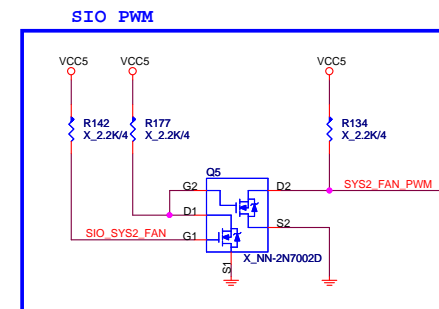 SIO PWM
VCC5
VCC5
VCC5
R142
X_2.2K/4
R177
X_2.2K/4
R134
X_2.2K/4
Q5
G2
D2
SYS2_FAN_PWM
D1
S2
SIO_SYS2_FAN
G1
S1
X_NN-2N7002D